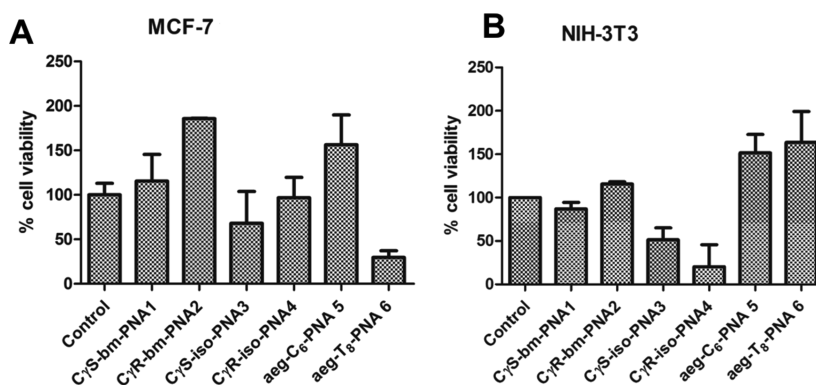 A
MCF-7
% cell viability
250
200
150
100
50
0
Control
CγS-bm-PNA1
CγR-bm-PNA2
CγS-iso-PNA3
CγR-iso-PNA4
aeg-C₆-PNA 5
aeg-T₈-PNA 6
B
NIH-3T3
% cell viability
250
200
150
100
50
0
Control
CγS-bm-PNA1
CγR-bm-PNA2
CγS-iso-PNA3
CγR-iso-PNA4
aeg-C₆-PNA 5
aeg-T₈-PNA 6